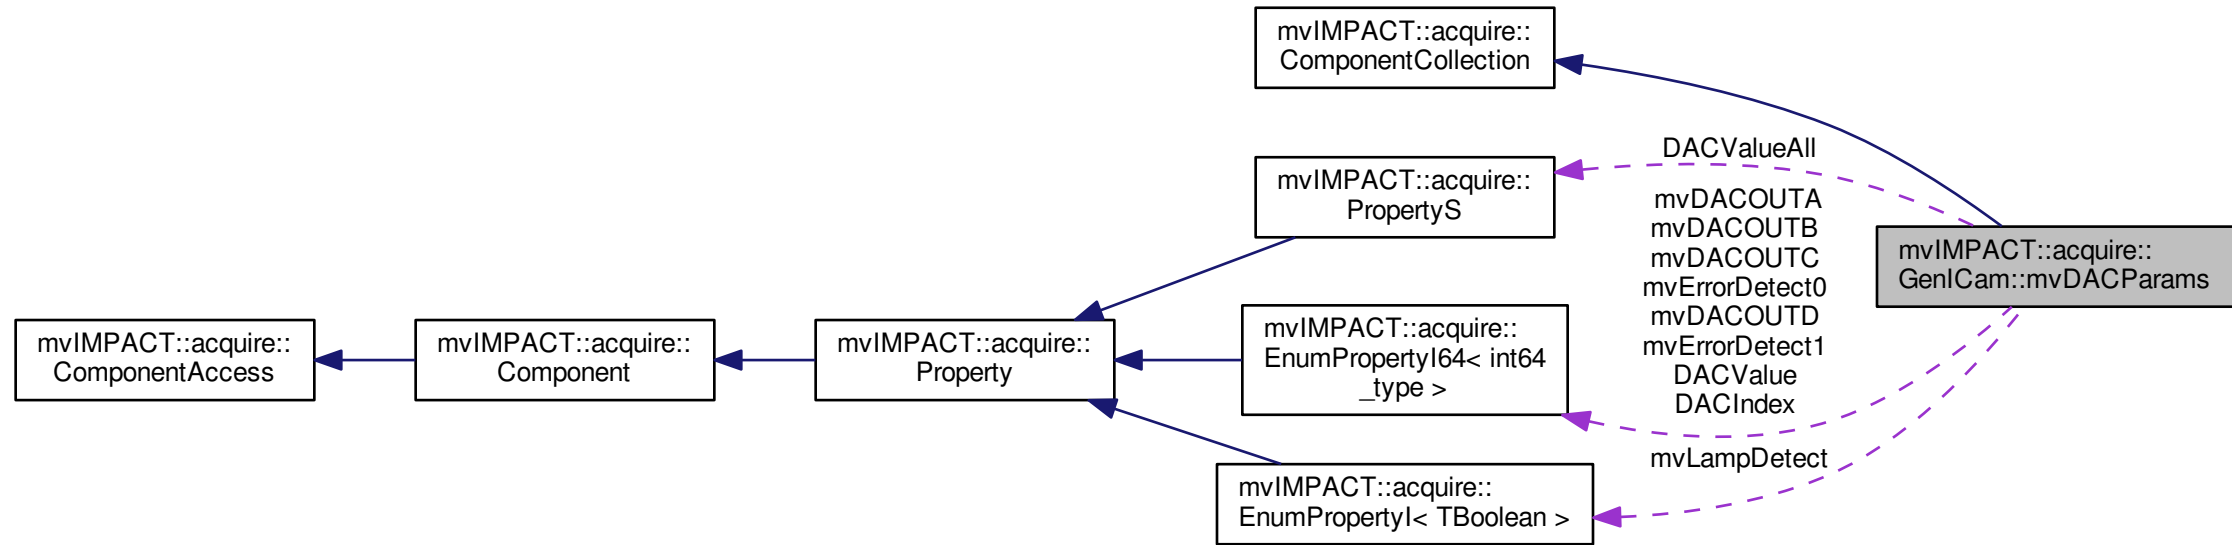 mvIMPACT::acquire::
ComponentCollection
DACValueAll
mvIMPACT::acquire::
PropertyS
mvDACOUTA
mvDACOUTB
mvDACOUTC
mvErrorDetect0
mvDACOUTD
mvErrorDetect1
DACValue
DACIndex
mvIMPACT::acquire::
GenICam::mvDACParams
mvIMPACT::acquire::
ComponentAccess
mvIMPACT::acquire::
Component
mvIMPACT::acquire::
Property
mvIMPACT::acquire::
EnumPropertyI64< int64
_type >
mvLampDetect
mvIMPACT::acquire::
EnumPropertyI< TBoolean >